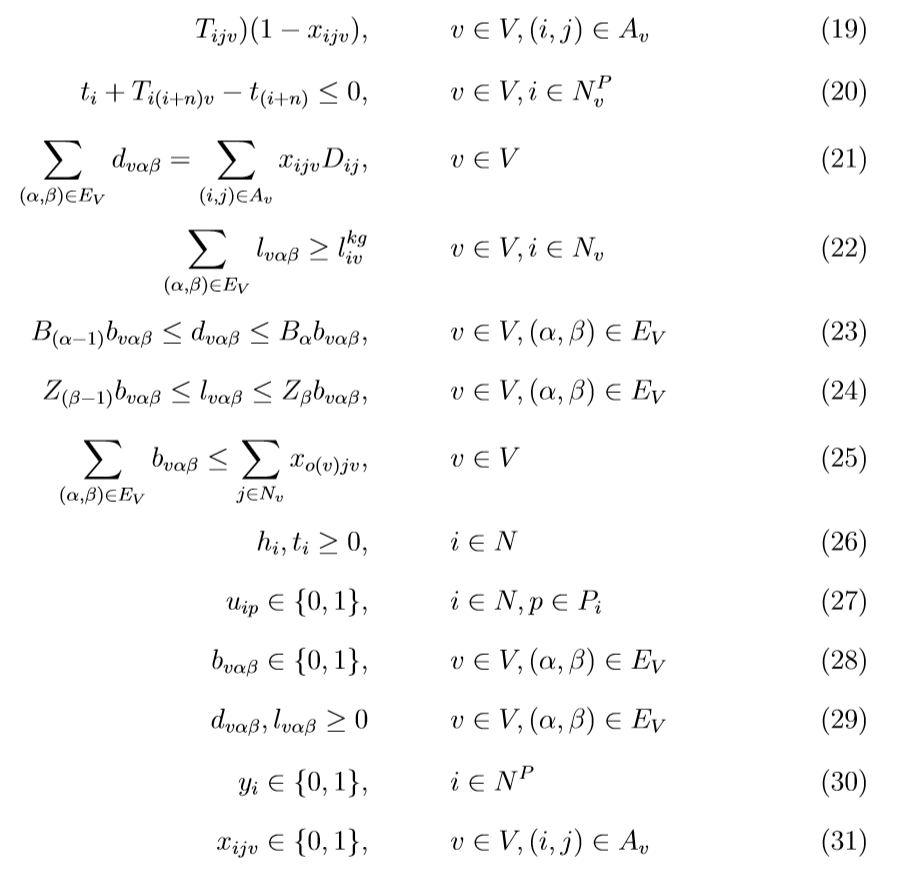 T_{ijv})(1 − x_{ijv}), v ∈ V, (i, j) ∈ A_v (19)
t_i + T_{i(i+n)v} − t_{(i+n)} ≤ 0, v ∈ V, i ∈ N_v^P (20)
∑_{(α,β)∈E_V} d_{vαβ} = ∑_{(i,j)∈A_v} x_{ijv}D_{ij}, v ∈ V (21)
∑_{(α,β)∈E_V} l_{vαβ} ≥ l_{iv}^{kg} v ∈ V, i ∈ N_v (22)
B_{(α−1)}b_{vαβ} ≤ d_{vαβ} ≤ B_αb_{vαβ}, v ∈ V, (α, β) ∈ E_V (23)
Z_{(β−1)}b_{vαβ} ≤ l_{vαβ} ≤ Z_βb_{vαβ}, v ∈ V, (α, β) ∈ E_V (24)
∑_{(α,β)∈E_V} b_{vαβ} ≤ ∑_{j∈N_v} x_{o(v)jv}, v ∈ V (25)
h_i, t_i ≥ 0, i ∈ N (26)
u_{ip} ∈ {0, 1}, i ∈ N, p ∈ P_i (27)
b_{vαβ} ∈ {0, 1}, v ∈ V, (α, β) ∈ E_V (28)
d_{vαβ}, l_{vαβ} ≥ 0 v ∈ V, (α, β) ∈ E_V (29)
y_i ∈ {0, 1}, i ∈ N^P (30)
x_{ijv} ∈ {0, 1}, v ∈ V, (i, j) ∈ A_v (31)